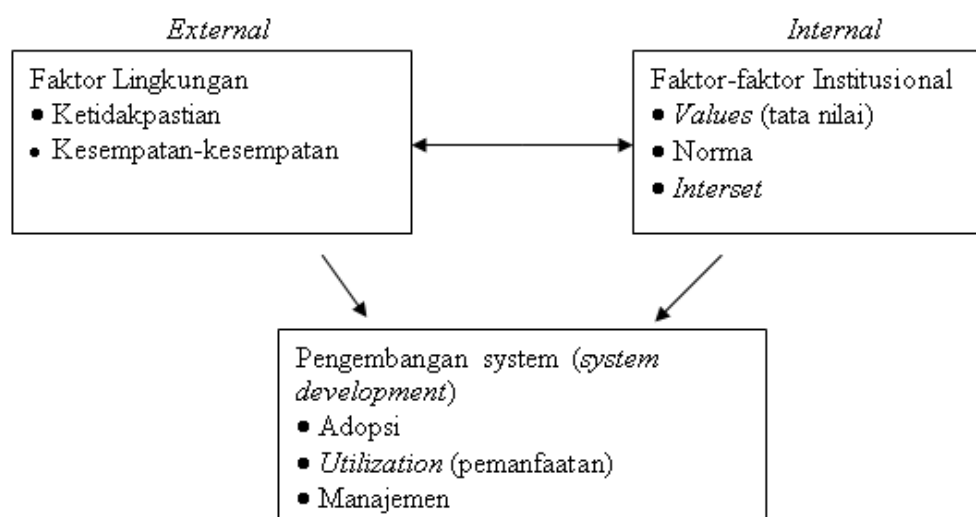 External
Faktor Lingkungan
● Ketidakpastian
● Kesempatan-kesempatan
Internal
Faktor-faktor Institusional
● Values (tata nilai)
● Norma
● Interset
Pengembangan system (system
development)
● Adopsi
● Utilization (pemanfaatan)
● Manajemen